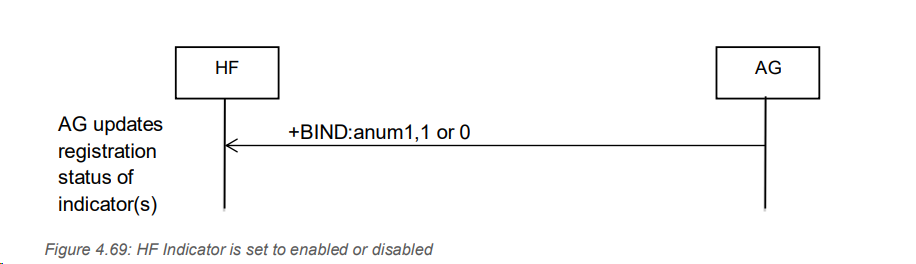 HF
AG
AG updates
registration
status of
indicator(s)
+BIND:anum1,1 or 0
Figure 4.69: HF Indicator is set to enabled or disabled